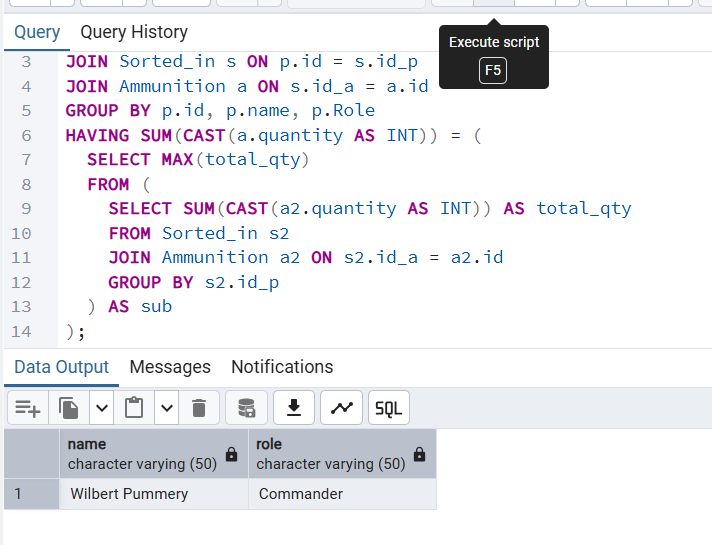 Query Query History
Execute script
F5
3 JOIN Sorted_in s ON p.id = s.id_p
4 JOIN Ammunition a ON s.id_a = a.id
5 GROUP BY p.id, p.name, p.Role
6 HAVING SUM(CAST(a.quantity AS INT)) = (
7 SELECT MAX(total_qty)
8 FROM (
9 SELECT SUM(CAST(a2.quantity AS INT)) AS total_qty
10 FROM Sorted_in s2
11 JOIN Ammunition a2 ON s2.id_a = a2.id
12 GROUP BY s2.id_p
13 ) AS sub
14 );
Data Output Messages Notifications
SQL
name role
character varying (50) character varying (50)
1 Wilbert Pummery Commander